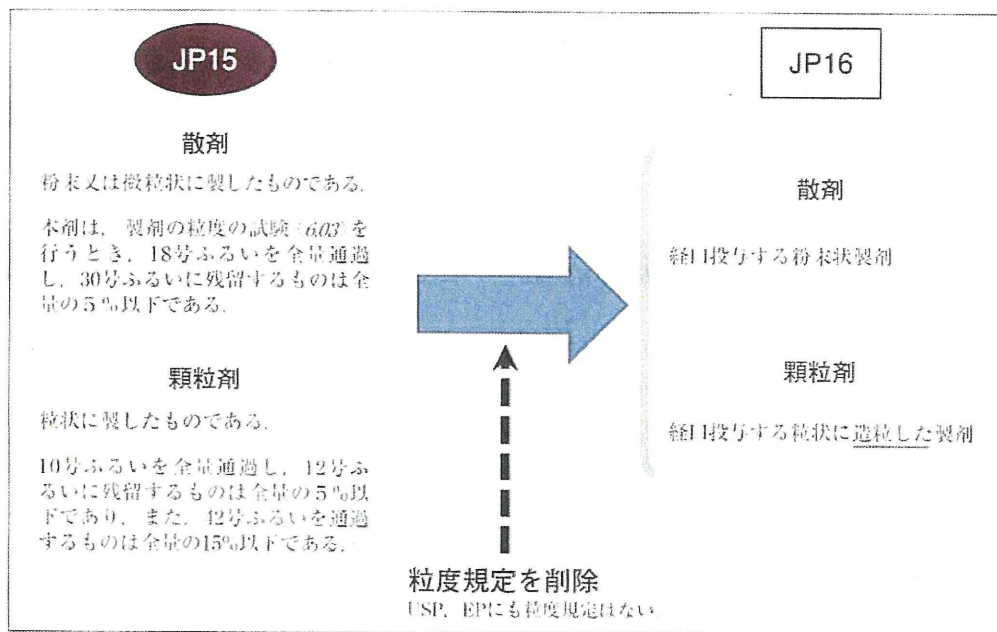 JP15
散剤
粉末又は微粒状に製したものである.
本剤は, 製剤の粒度の試験〈6.03〉を
行うとき, 18号ふるいを全量通過
し, 30号ふるいに残留するものは全
量の5%以下である.
顆粒剤
粒状に製したものである.
10号ふるいを全量通過し, 12号ふ
るいに残留するものは全量の5%以
下であり, また, 42号ふるいを通過
するものは全量の15%以下である.
粒度規定を削除
USP, EPにも粒度規定はない
JP16
散剤
経口投与する粉末状製剤
顆粒剤
経口投与する粒状に造粒した製剤